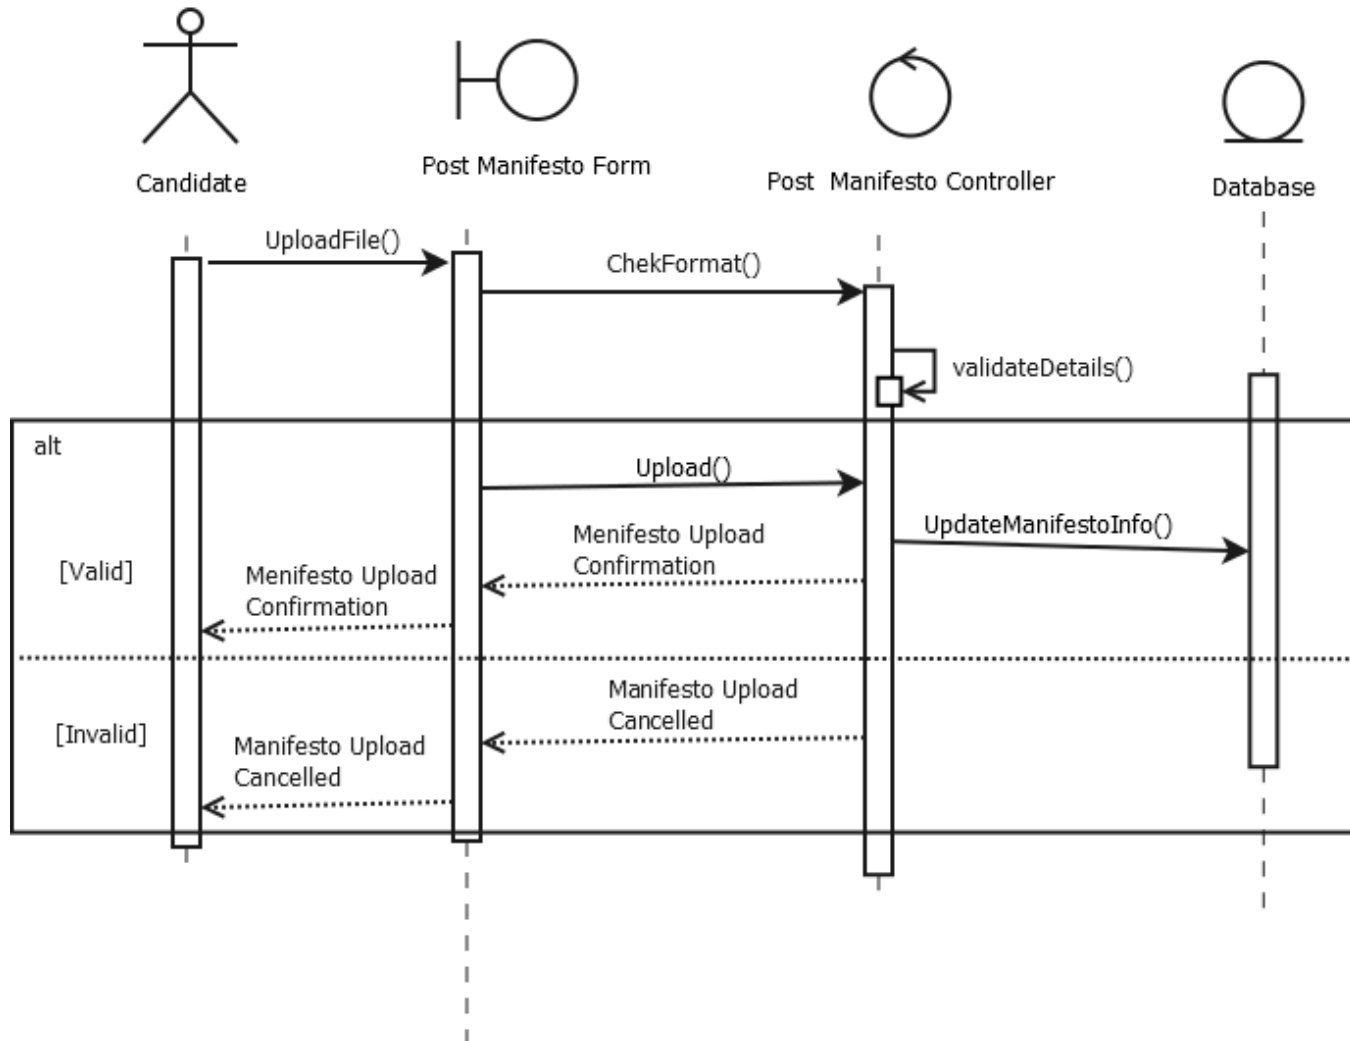 Candidate
Post Manifesto Form
Post  Manifesto Controller
Database
UploadFile()
ChekFormat()
validateDetails()
alt
Upload()
UpdateManifestoInfo()
[Valid]
Menifesto Upload
Confirmation
Menifesto Upload
Confirmation
[Invalid]
Manifesto Upload
Cancelled
Manifesto Upload
Cancelled